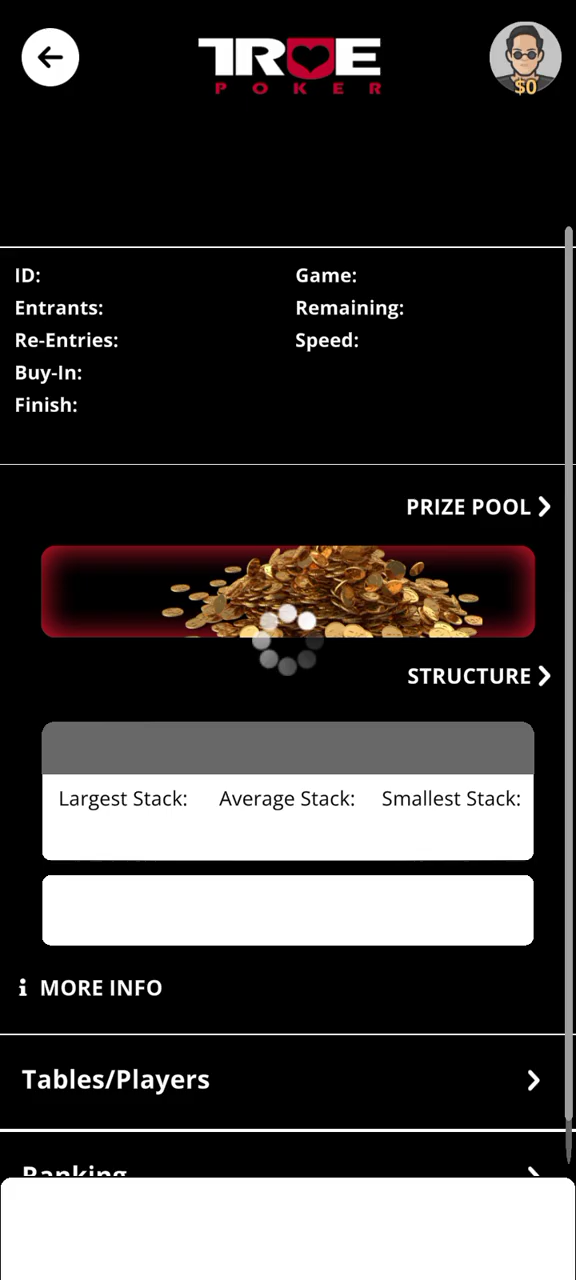 TRUE
POKER
$0
ID:
Game:
Entrants:
Remaining:
Re-Entries:
Speed:
Buy-In:
Finish:
PRIZE POOL
STRUCTURE
Largest Stack:
Average Stack:
Smallest Stack:
MORE INFO
Tables/Players
Ranking